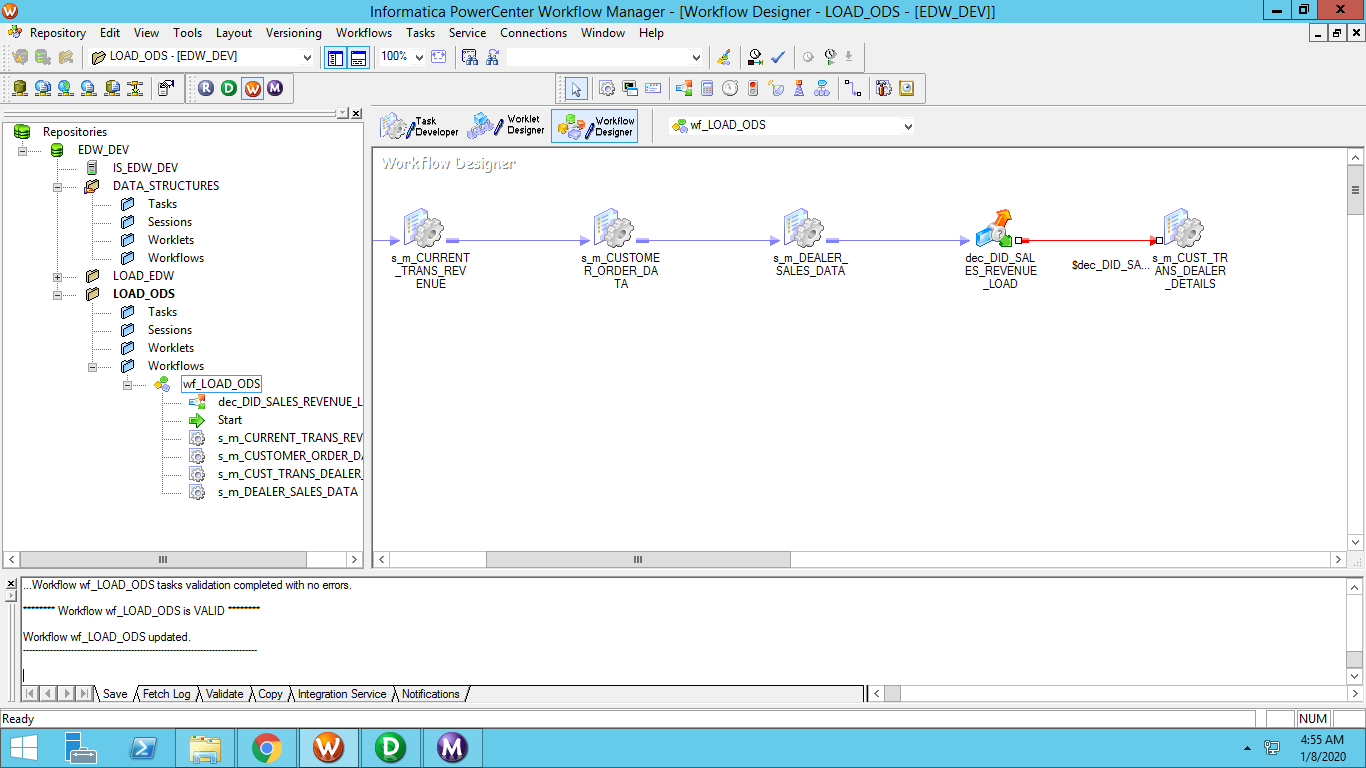 Informatica PowerCenter Workflow Manager - [Workflow Designer - LOAD_ODS - [EDW_DEV]]
Repository Edit View Tools Layout Versioning Workflows Tasks Service Connections Window Help
LOAD_ODS - [EDW_DEV]
100%
R D W M
Task Developer
Worklet Designer
Workflow Designer
wf_LOAD_ODS
Repositories
EDW_DEV
IS_EDW_DEV
DATA_STRUCTURES
Tasks
Sessions
Worklets
Workflows
LOAD_EDW
LOAD_ODS
Tasks
Sessions
Worklets
Workflows
wf_LOAD_ODS
dec_DID_SALES_REVENUE_L
Start
s_m_CURRENT_TRANS_REV
s_m_CUSTOMER_ORDER_DA
s_m_CUST_TRANS_DEALER_
s_m_DEALER_SALES_DATA
Workflow Designer
s_m_CURRENT
_TRANS_REV
ENUE
s_m_CUSTOME
R_ORDER_DA
TA
s_m_DEALER_
SALES_DATA
dec_DID_SAL
ES_REVENUE
_LOAD
$dec_DID_SA...
s_m_CUST_TR
ANS_DEALER
_DETAILS
...Workflow wf_LOAD_ODS tasks validation completed with no errors.
******** Workflow wf_LOAD_ODS is VALID ********
Workflow wf_LOAD_ODS updated.
Save Fetch Log Validate Copy Integration Service Notifications
Ready
NUM
W D M
4:55 AM
1/8/2020